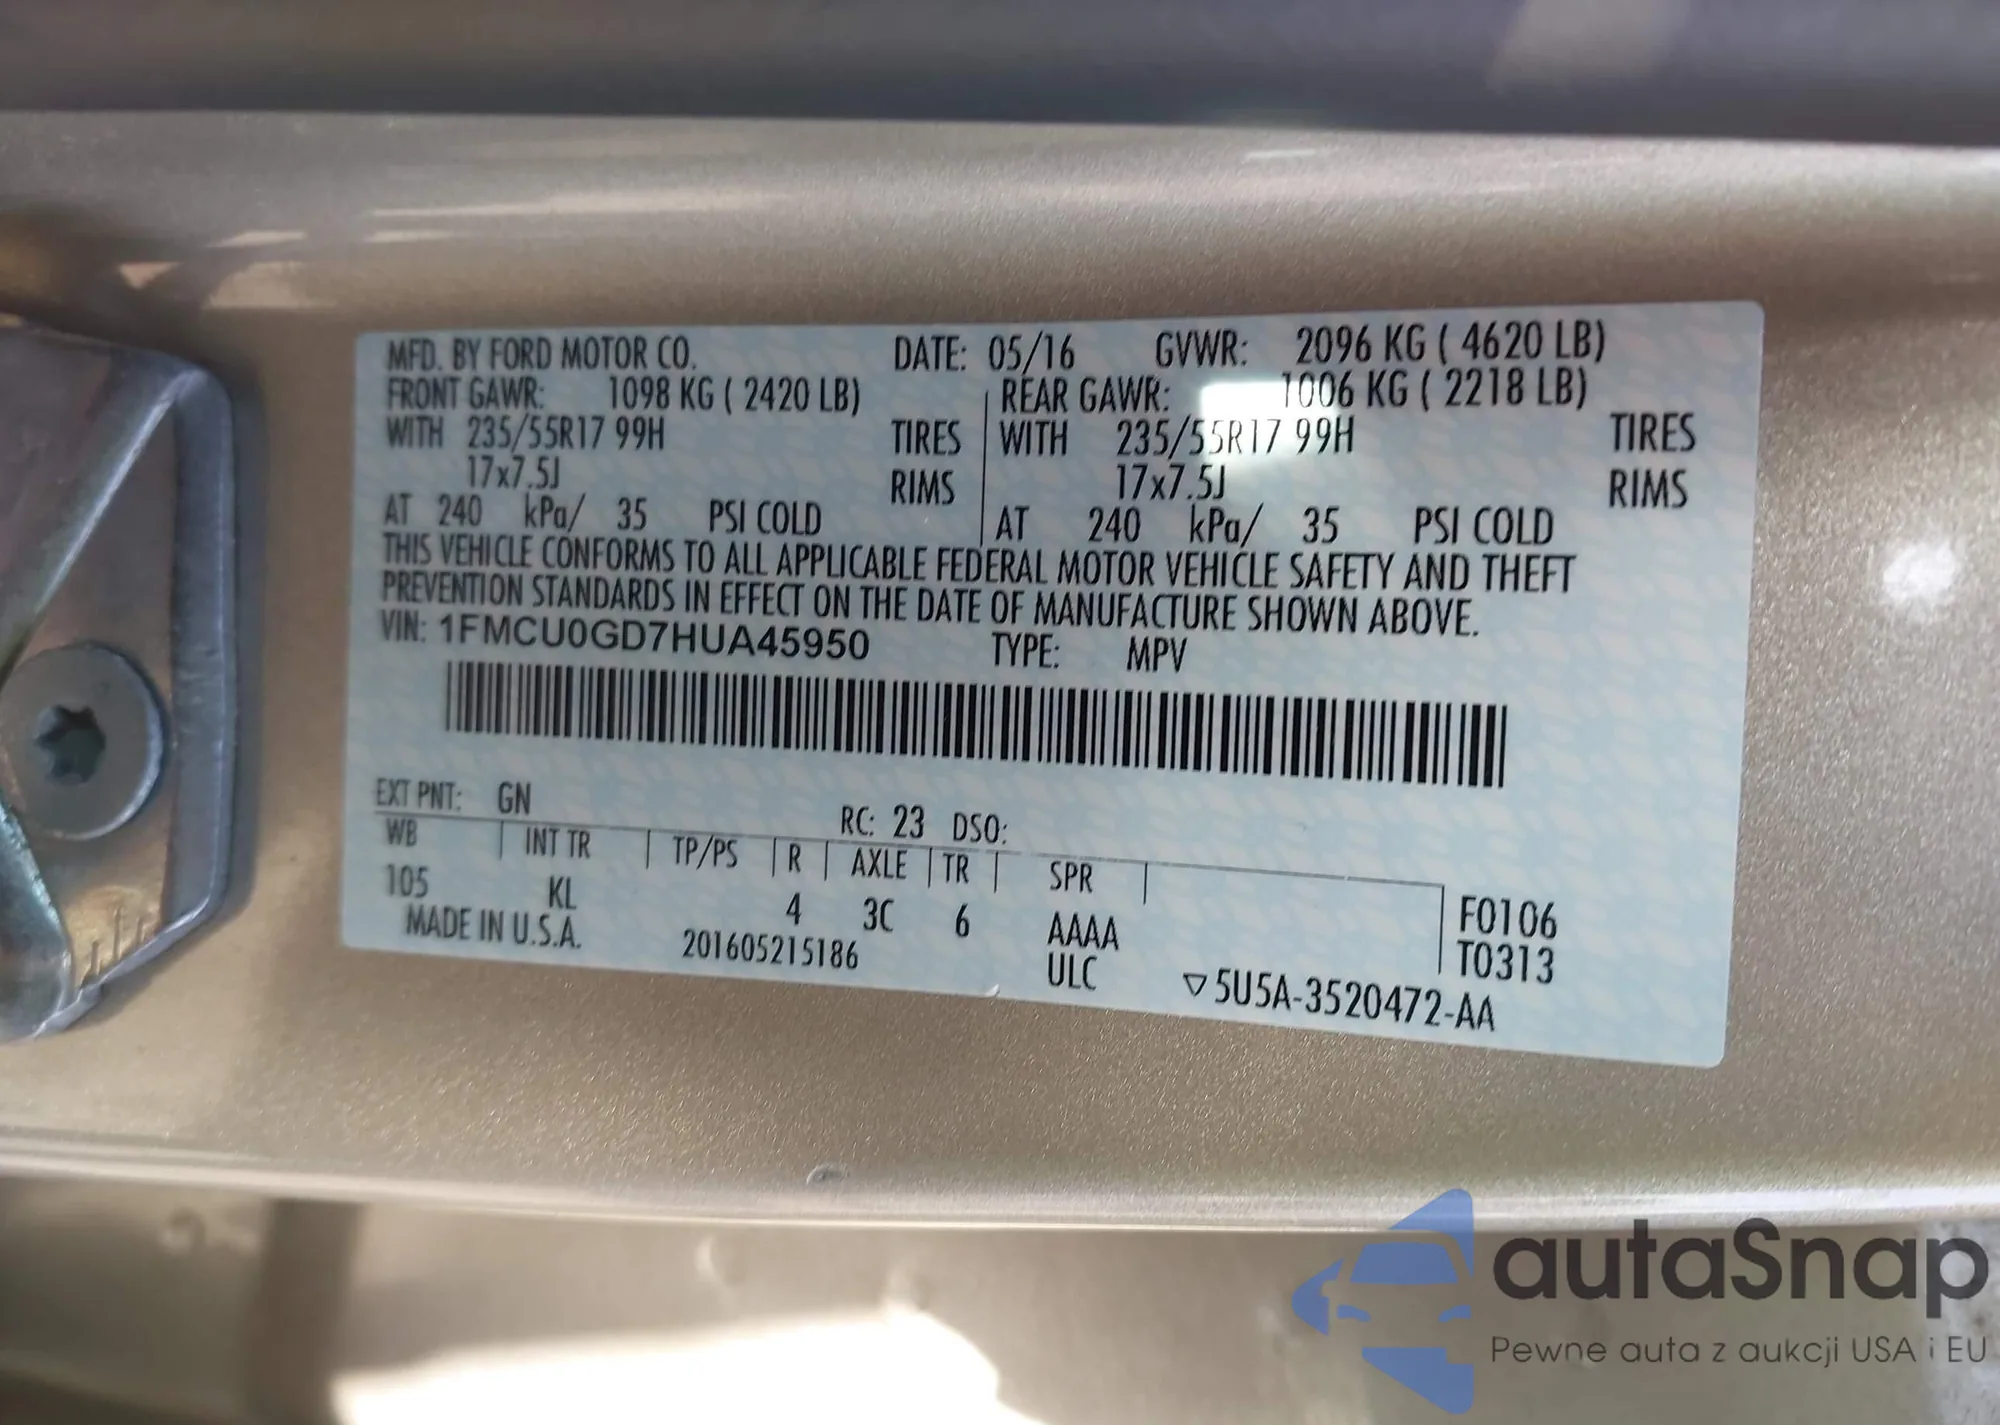 MFD. BY FORD MOTOR CO. DATE: 05/16 GVWR: 2096 KG ( 4620 LB)
FRONT GAWR: 1098 KG ( 2420 LB) REAR GAWR: 1006 KG ( 2218 LB)
WITH 235/55R17 99H TIRES WITH 235/55R17 99H TIRES
17x7.5J RIMS 17x7.5J RIMS
AT 240 kPa/ 35 PSI COLD AT 240 kPa/ 35 PSI COLD
THIS VEHICLE CONFORMS TO ALL APPLICABLE FEDERAL MOTOR VEHICLE SAFETY AND THEFT
PREVENTION STANDARDS IN EFFECT ON THE DATE OF MANUFACTURE SHOWN ABOVE.
VIN: 1FMCU0GD7HUA45950 TYPE: MPV
EXT PNT: GN RC: 23 DSO:
WB INT TR TP/PS R AXLE TR SPR
105 KL 4 3C 6 AAAA F0106
MADE IN U.S.A. 201605215186 ULC T0313
▽5U5A-3520472-AA
autaSnap
Pewne auta z aukcji USA i EU